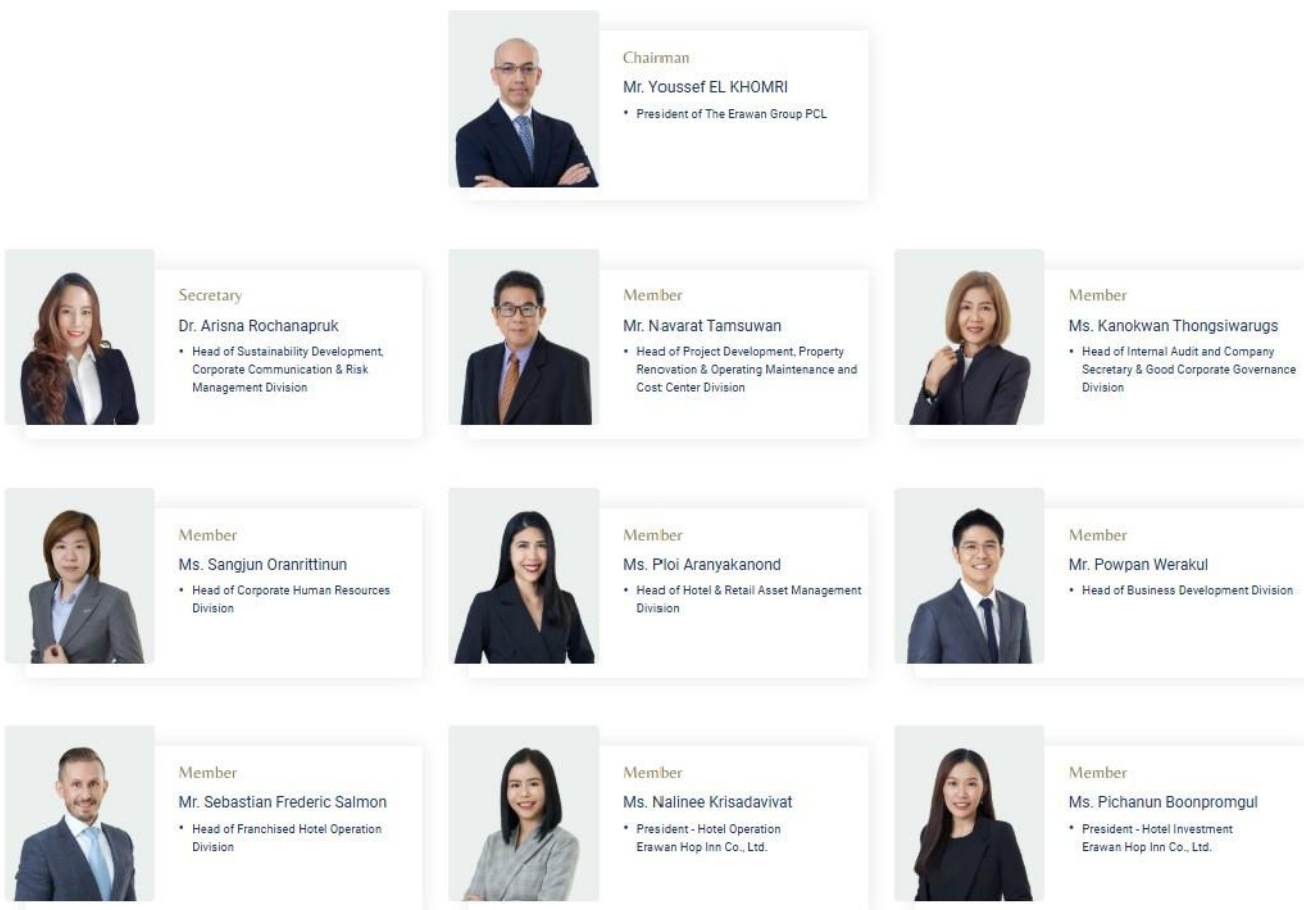 Chairman
Mr. Youssef EL KHOMRI
• President of The Erawan Group PCL
Secretary
Dr. Arisna Rochanapruk
• Head of Sustainability Development,
Corporate Communication & Risk
Management Division
Member
Mr. Navarat Tamsuwan
• Head of Project Development, Property
Renovation & Operating Maintenance and
Cost Center Division
Member
Ms. Kanokwan Thongsiwarugs
• Head of Internal Audit and Company
Secretary & Good Corporate Governance
Division
Member
Ms. Sangjun Oranrittinun
• Head of Corporate Human Resources
Division
Member
Ms. Ploi Aranyakanond
• Head of Hotel & Retail Asset Management
Division
Member
Mr. Powpan Werakul
• Head of Business Development Division
Member
Mr. Sebastian Frederic Salmon
• Head of Franchised Hotel Operation
Division
Member
Ms. Nalinee Krisadavivat
• President - Hotel Operation
Erawan Hop Inn Co., Ltd.
Member
Ms. Pichanun Boonpromgul
• President - Hotel Investment
Erawan Hop Inn Co., Ltd.